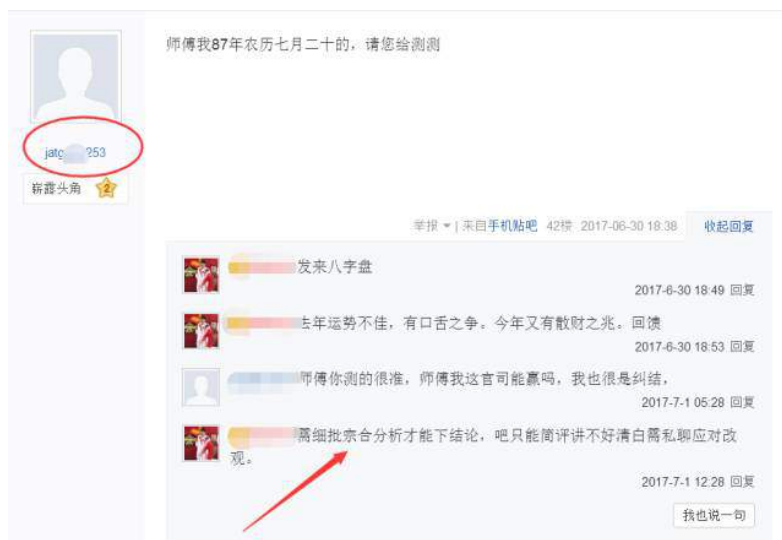 师傅我87年农历七月二十的，请您给测测
jatg 253
崭露头角 2
举报 | 来自手机贴吧 42楼 2017-06-30 18:38 收起回复
发来八字盘
2017-6-30 18:49 回复
去年运势不佳，有口舌之争。今年又有散财之兆。回馈
2017-6-30 18:53 回复
师傅你测的很准，师傅我这官司能赢吗，我也很是纠结，
2017-7-1 05:28 回复
需细批宗合分析才能下结论，吧只能简评讲不好清白需私聊应对改
观。
2017-7-1 12:28 回复
我也说一句